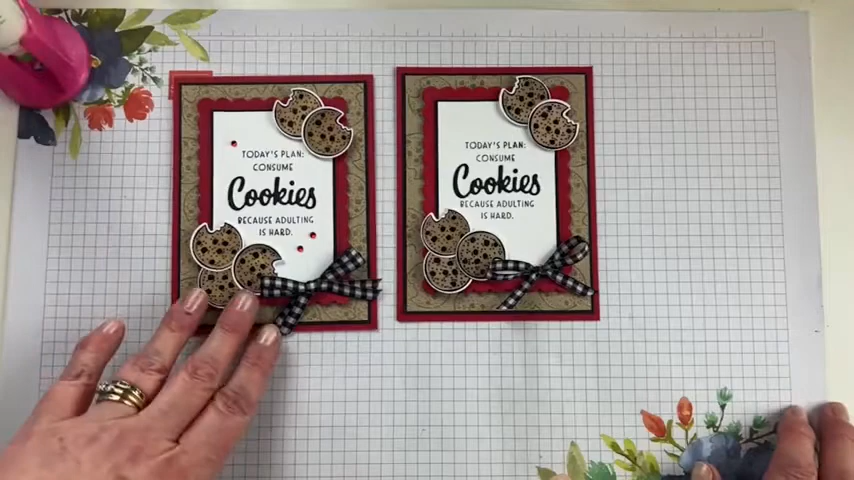 TODAY'S PLAN:
CONSUME
Cookies
BECAUSE ADULTING
IS HARD.
TODAY'S PLAN:
CONSUME
Cookies
BECAUSE ADULTING
IS HARD.